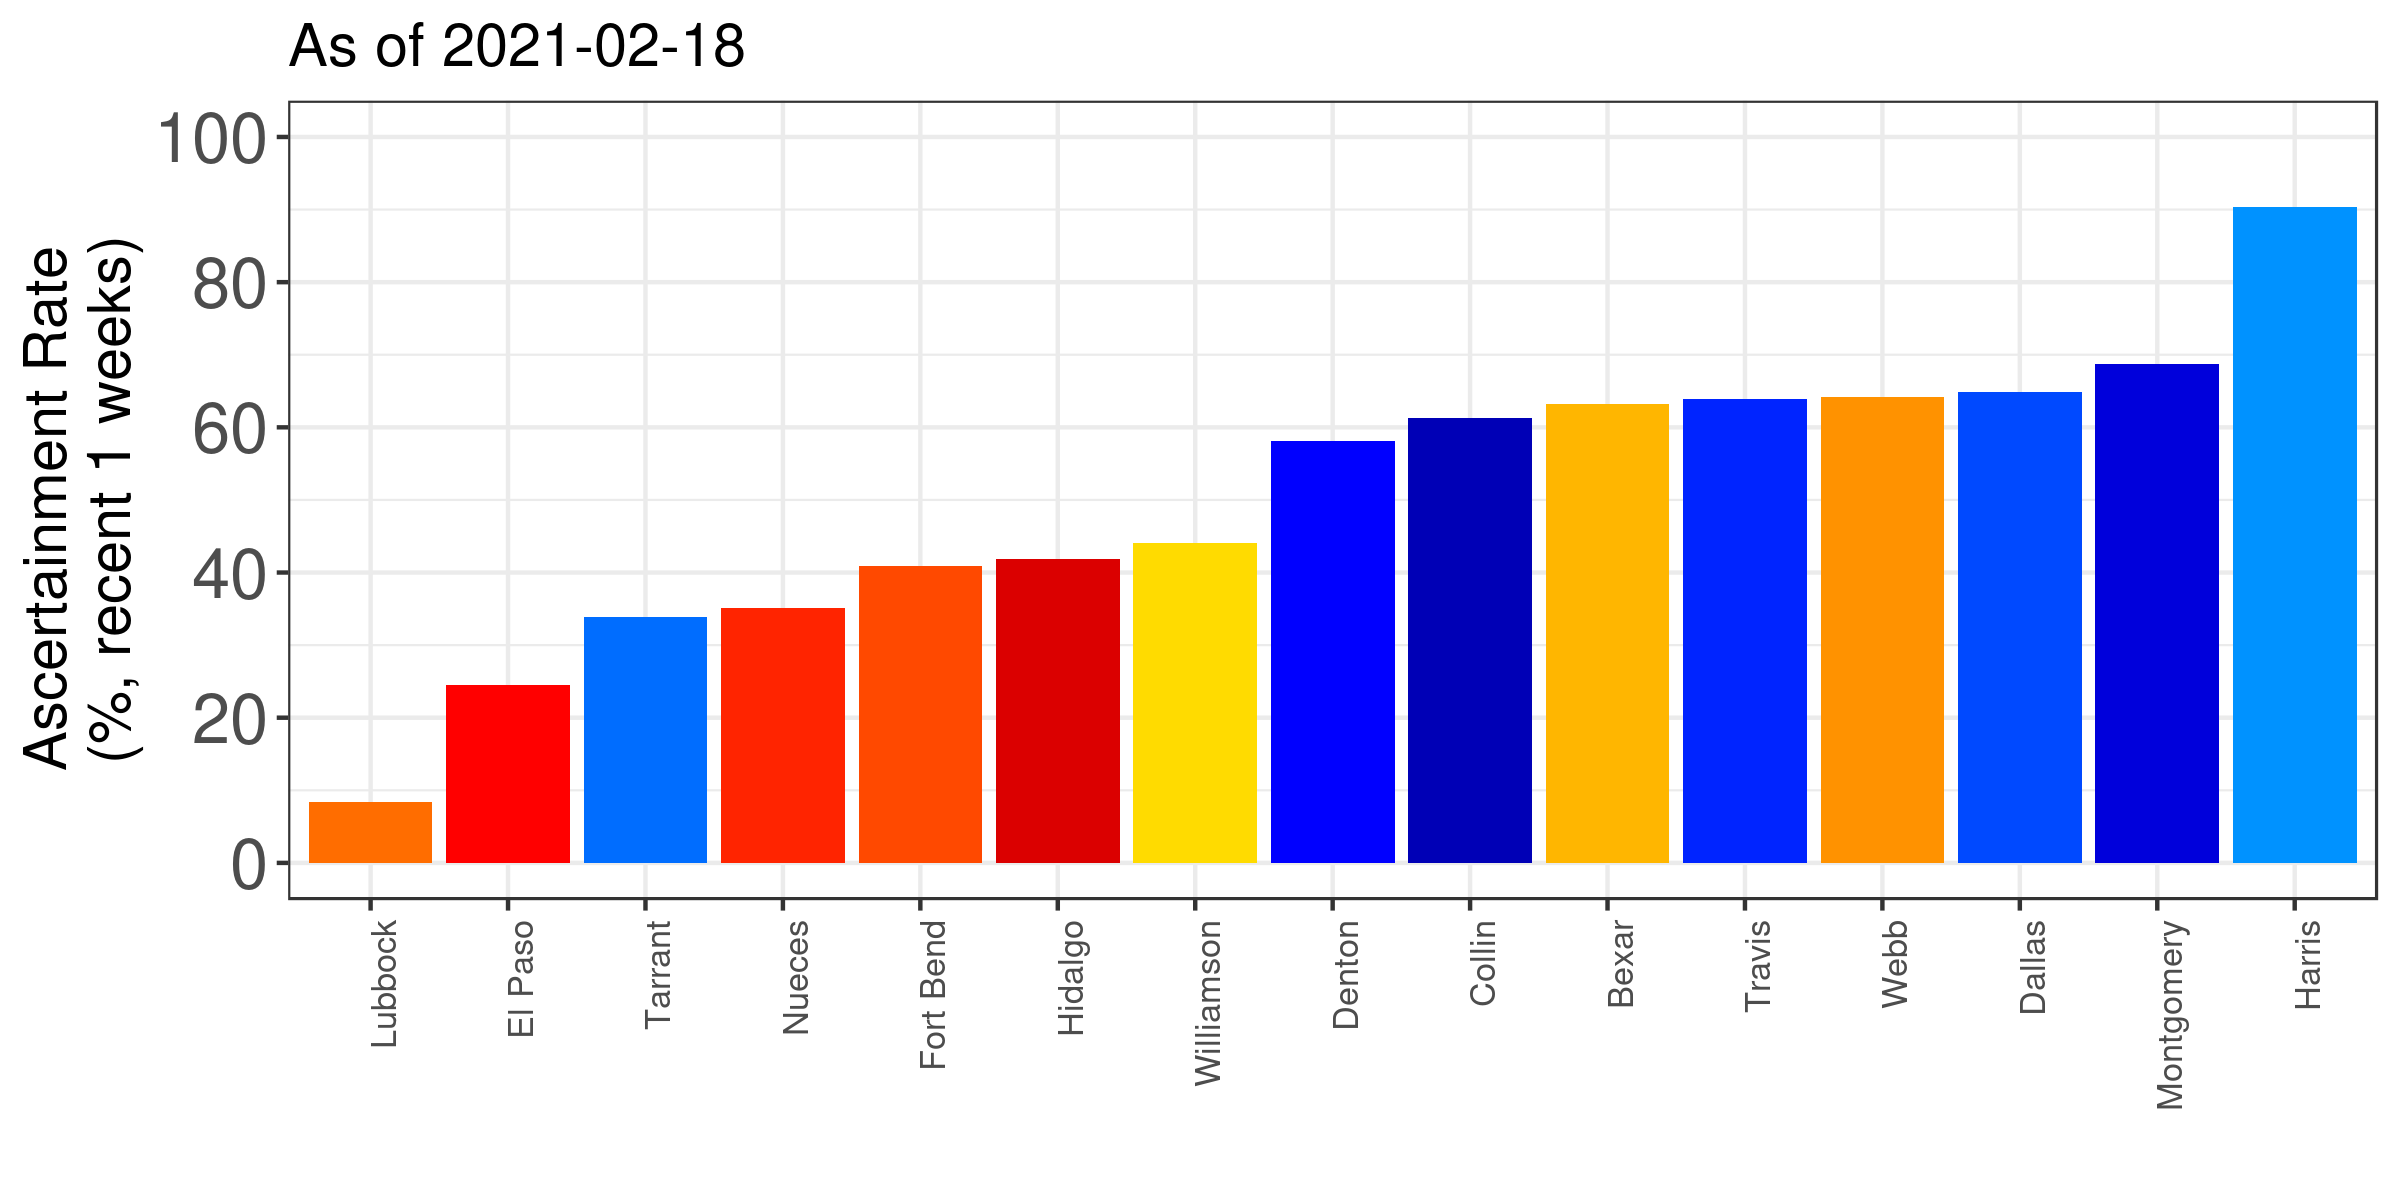 As of 2021-02-18
Ascertainment Rate
(%, recent 1 weeks)
100
80
60
40
20
0
Lubbock
El Paso
Tarrant
Nueces
Fort Bend
Hidalgo
Williamson
Denton
Collin
Bexar
Travis
Webb
Dallas
Montgomery
Harris